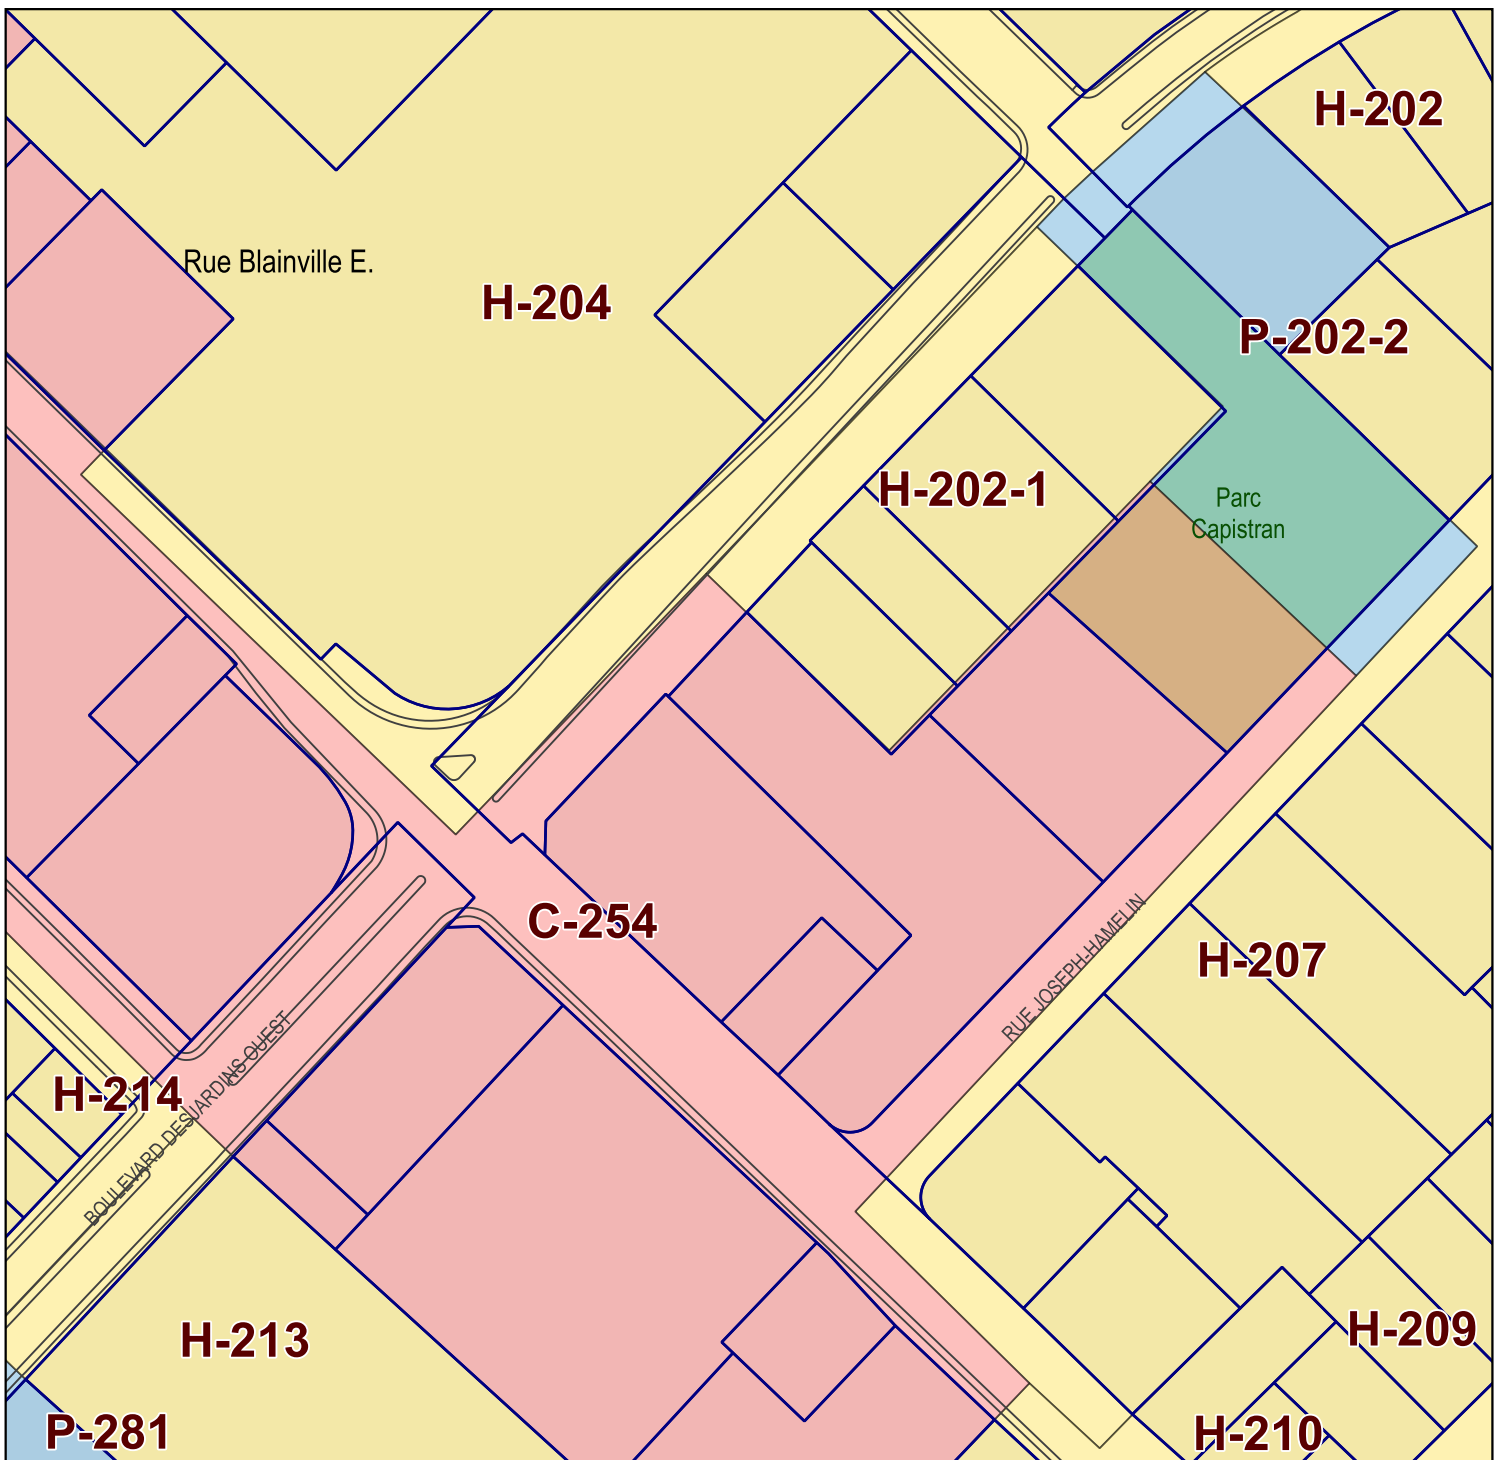 H-202
Rue Blainville E.
H-204
P-202-2
H-202-1
Parc
Capistran
C-254
RUE JOSEPH-HAMELIN
H-207
H-214
BOULEVARD DESJARDINS OUEST
H-213
H-209
P-281
H-210